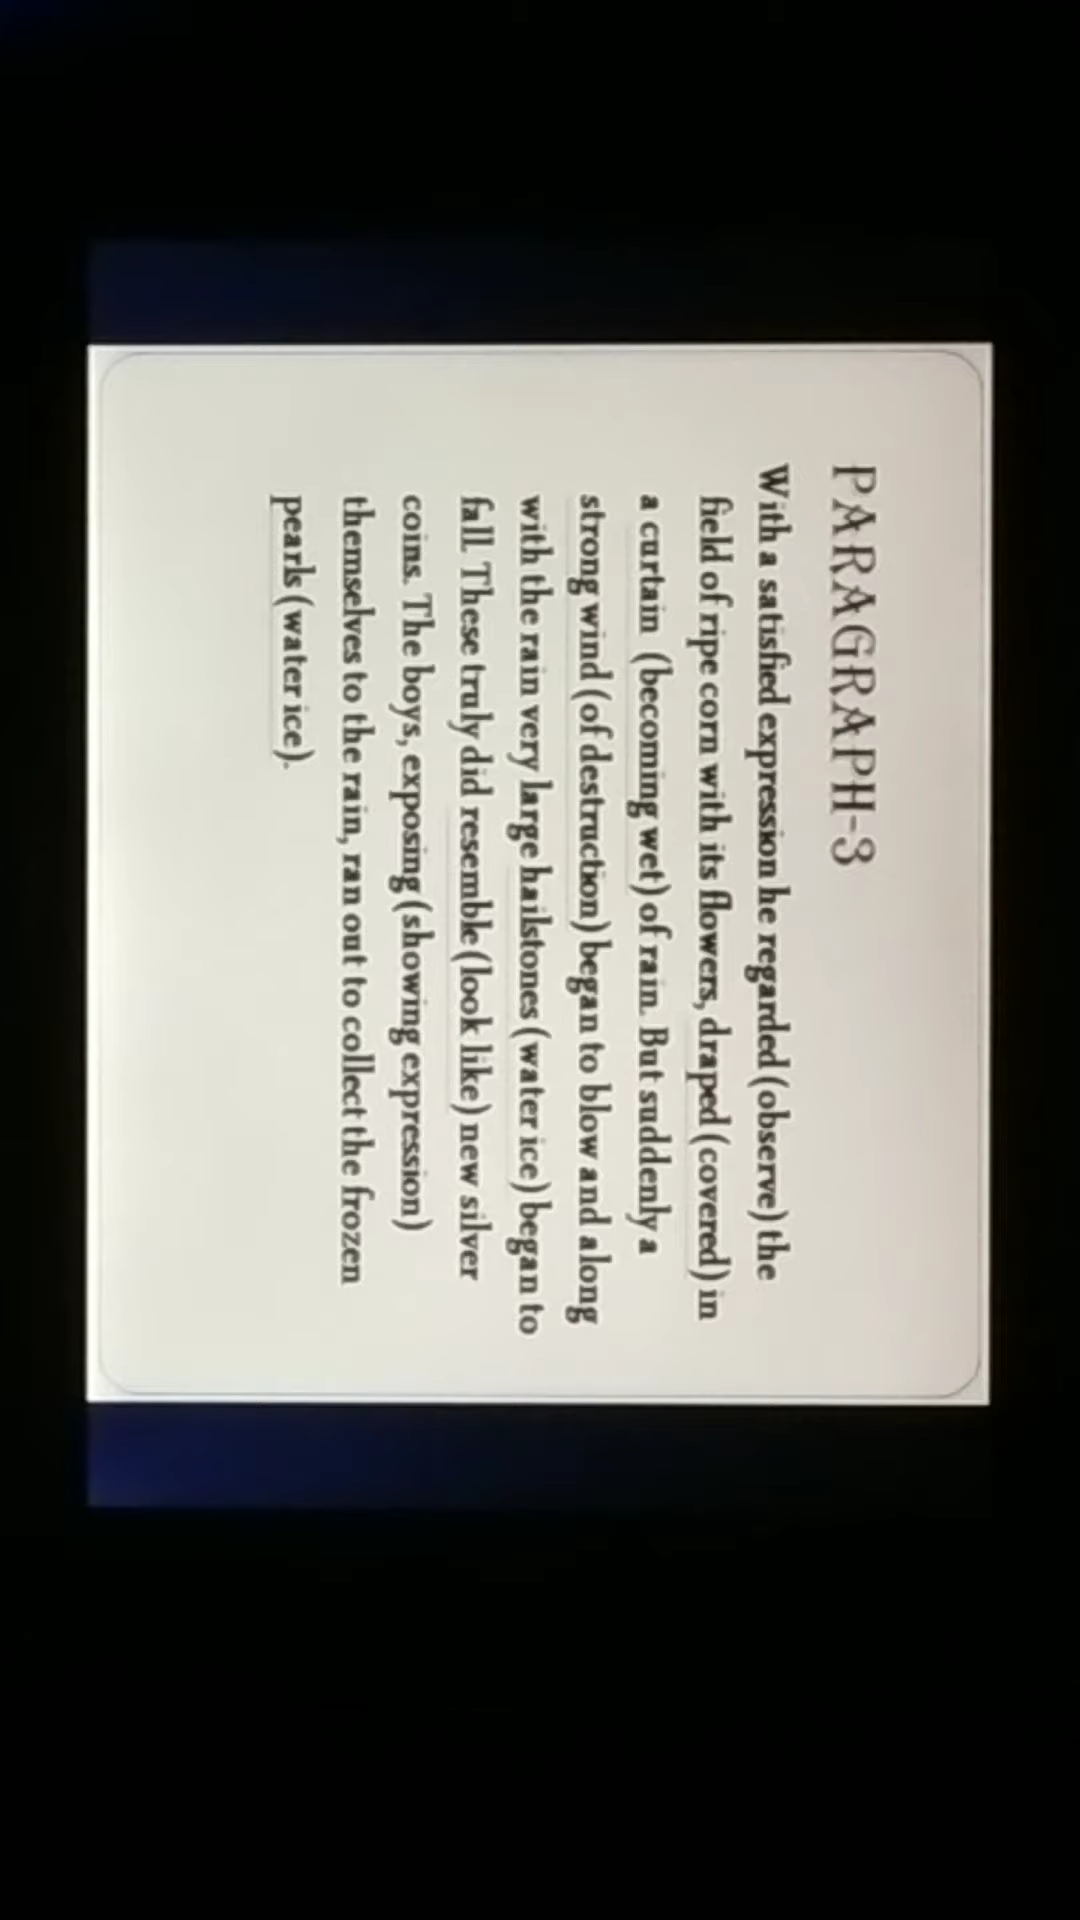 PARAGRAPH-3
With a satisfied expression he regarded (observe) the
field of ripe corn with its flowers, draped (covered) in
a curtain (becoming wet) of rain. But suddenly a
strong wind (of destruction) began to blow and along
with the rain very large hailstones (water ice) began to
fall. These truly did resemble (look like) new silver
coins. The boys, exposing (showing expression)
themselves to the rain, ran out to collect the frozen
pearls (water ice).